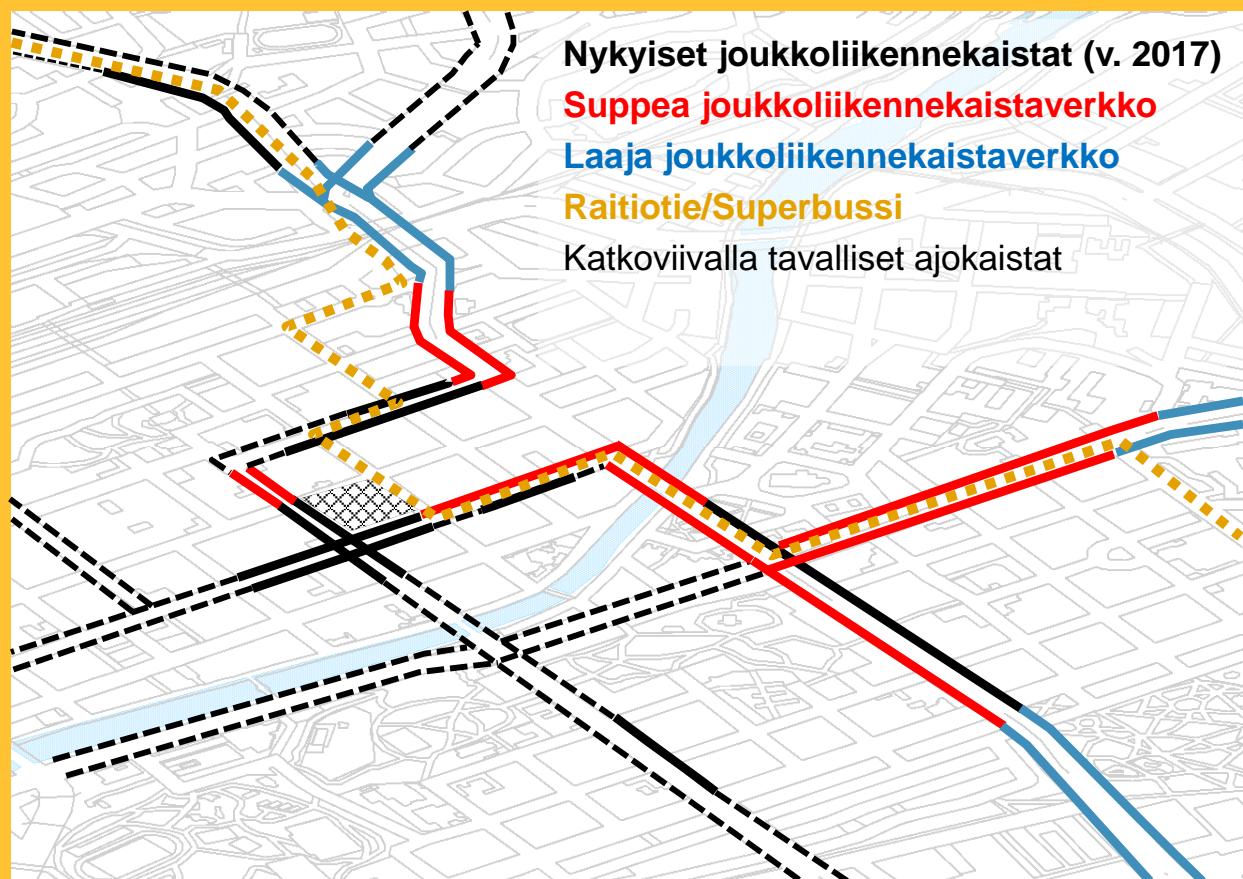 Nykyiset joukkoliikennekaistat (v. 2017)
Suppea joukkoliikennekaistaverkko
Laaja joukkoliikennekaistaverkko
Raitiotie/Superbussi
Katkoviivalla tavalliset ajokaistat